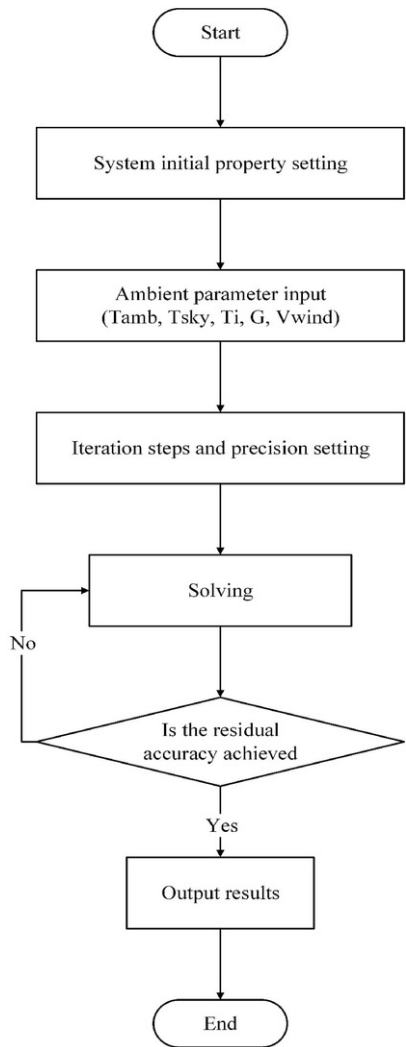 Start
System initial property setting
Ambient parameter input
(Tamb, Tsky, Ti, G, Vwind)
Iteration steps and precision setting
Solving
No
Is the residual
accuracy achieved
Yes
Output results
End